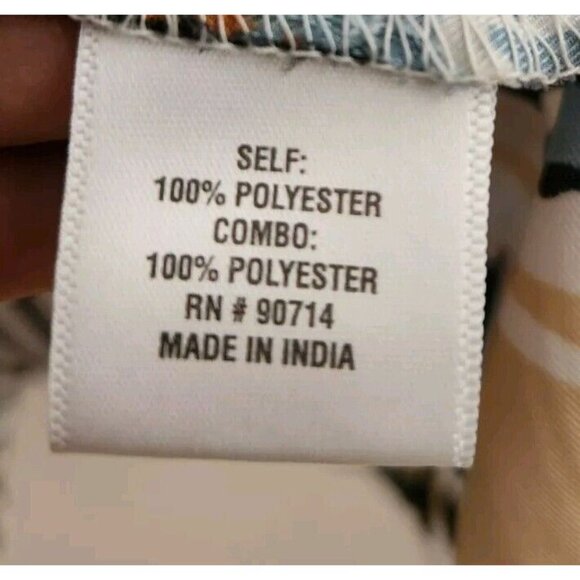 SELF:
100% POLYESTER
COMBO:
100% POLYESTER
RN # 90714
MADE IN INDIA